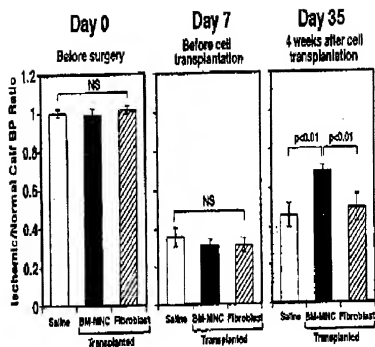 Day 0
Before surgery
Day 7
Before cell
transplantation
Day 35
4 weeks after cell
transplantation
Ischemic/Normal Calf BP Ratio
1.2
1
0.8
0.6
0.4
0.2
0
NS
NS
p<0.01 p<0.01
Saline BM-MNC Fibroblast
Transplanted
Saline BM-MNC Fibroblast
Transplanted
Saline BM-MNC Fibroblast
Transplanted